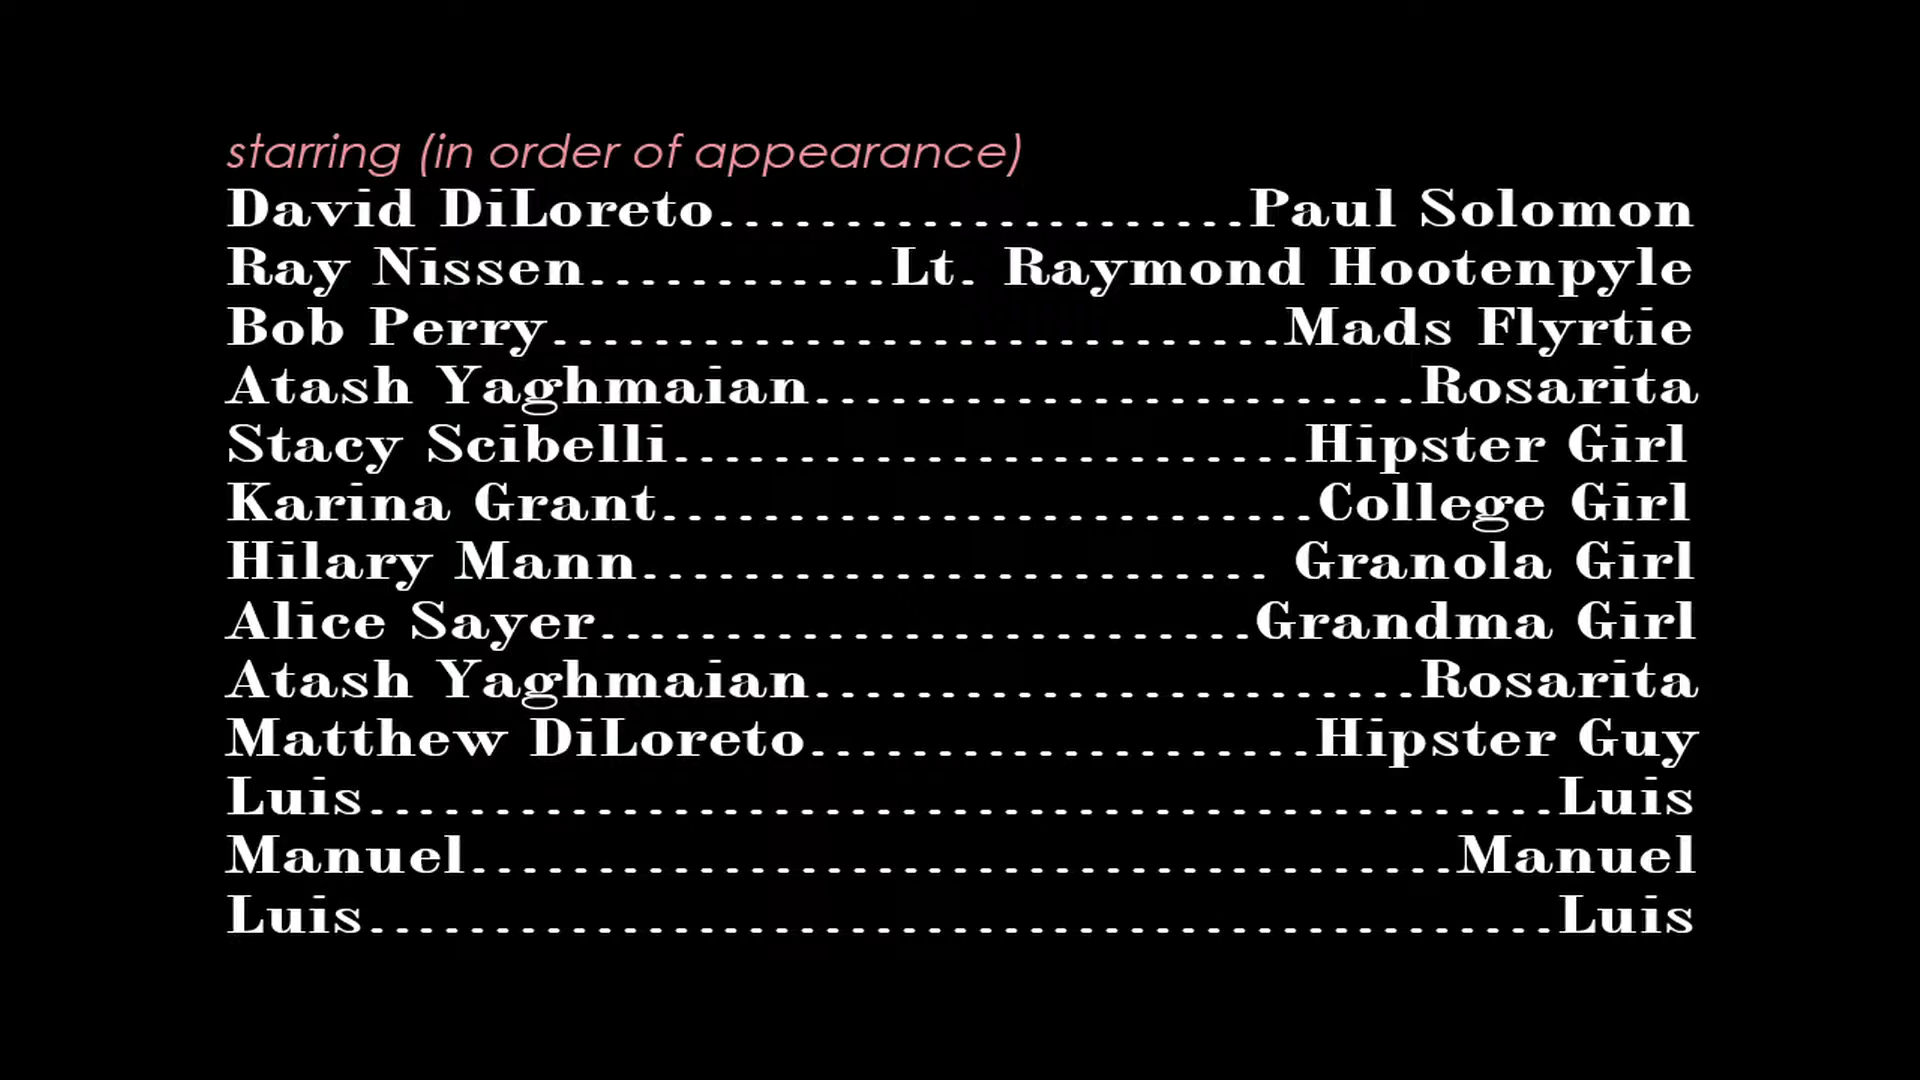 starring (in order of appearance)
David DiLoreto.....................Paul Solomon
Ray Nissen............Lt. Raymond Hootenpyle
Bob Perry.............................Mads Flyrtie
Atash Yaghmaian........................Rosarita
Stacy Scibelli.........................Hipster Girl
Karina Grant..........................College Girl
Hilary Mann......................... Granola Girl
Alice Sayer..........................Grandma Girl
Atash Yaghmaian........................Rosarita
Matthew DiLoreto....................Hipster Guy
Luis...............................................Luis
Manuel.......................................Manuel
Luis...............................................Luis